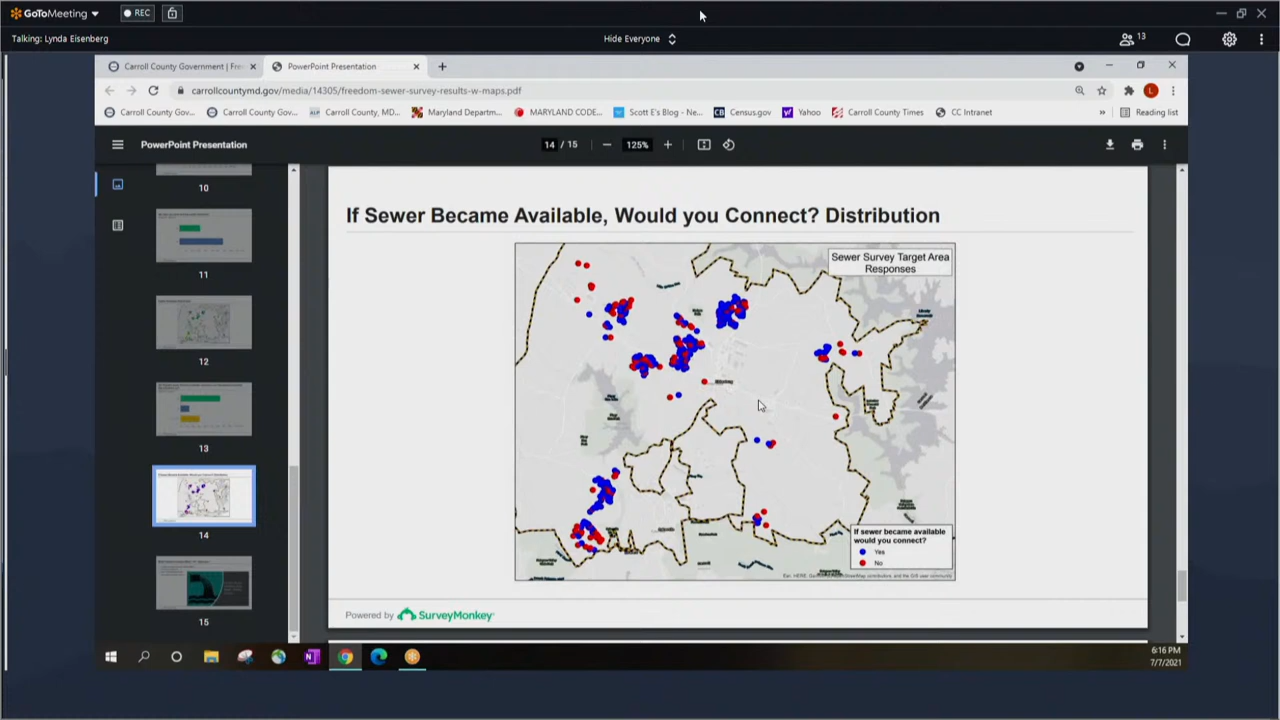 GoToMeeting
REC
Talking: Lynda Eisenberg
Hide Everyone
13
Carroll County Government | Fre
PowerPoint Presentation
carrollcountymd.gov/media/14305/freedom-sewer-survey-results-w-maps.pdf
Carroll County Gov...
Carroll County Gov...
Carroll County, MD...
Maryland Departm...
MARYLAND CODE...
Scott E's Blog - Ne...
Census.gov
Yahoo
Carroll County Times
CC Intranet
»
Reading list
PowerPoint Presentation
14 / 15
125%
10
11
12
13
14
15
If Sewer Became Available, Would you Connect? Distribution
Sewer Survey Target Area
Responses
If sewer became available
would you connect?
Yes
No
Powered by SurveyMonkey
6:16 PM
7/7/2021